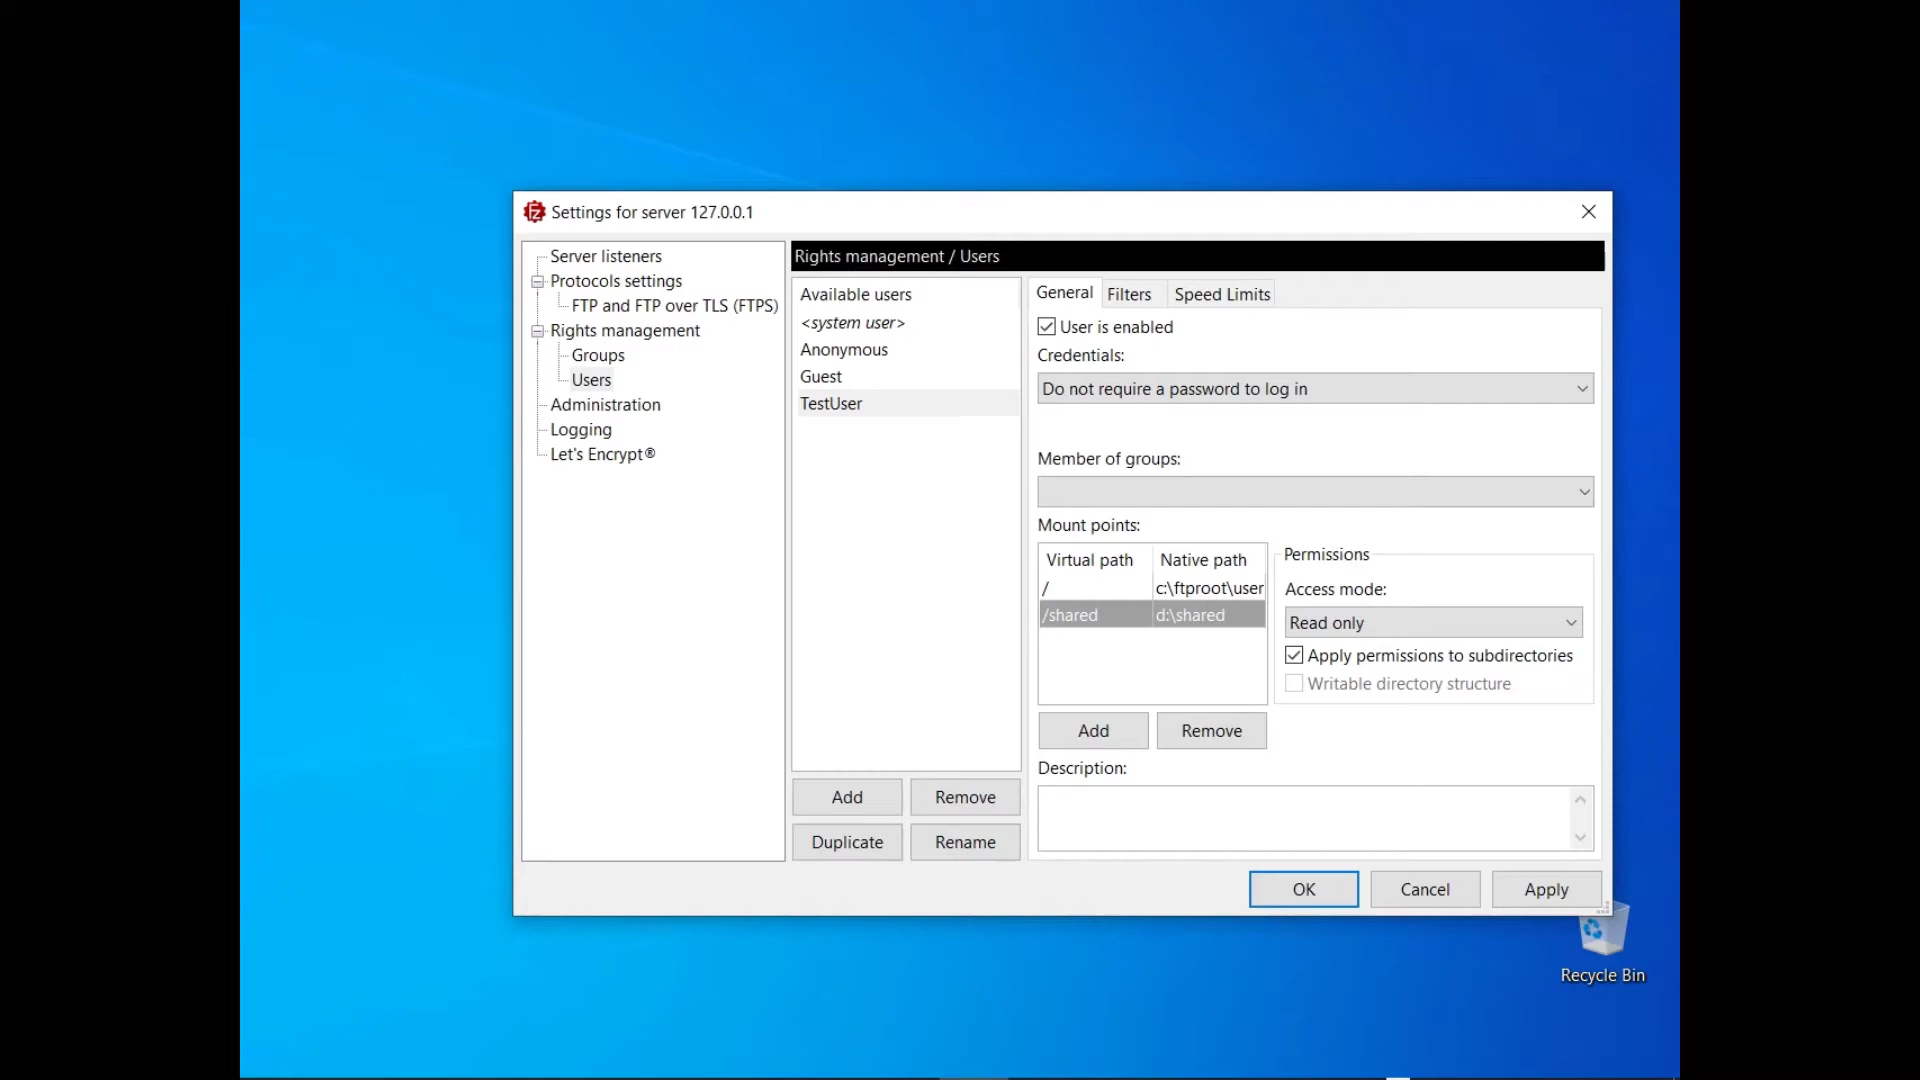 Settings for server 127.0.0.1
Server listeners
Protocols settings
FTP and FTP over TLS (FTPS)
Rights management
Groups
Users
Administration
Logging
Let's Encrypt®
Rights management / Users
Available users
<system user>
Anonymous
Guest
TestUser
Add
Remove
Duplicate
Rename
General
Filters
Speed Limits
User is enabled
Credentials:
Do not require a password to log in
Member of groups:
Mount points:
Virtual path
Native path
/
c:\ftproot\user
/shared
d:\shared
Add
Remove
Permissions
Access mode:
Read only
Apply permissions to subdirectories
Writable directory structure
Description:
OK
Cancel
Apply
Recycle Bin